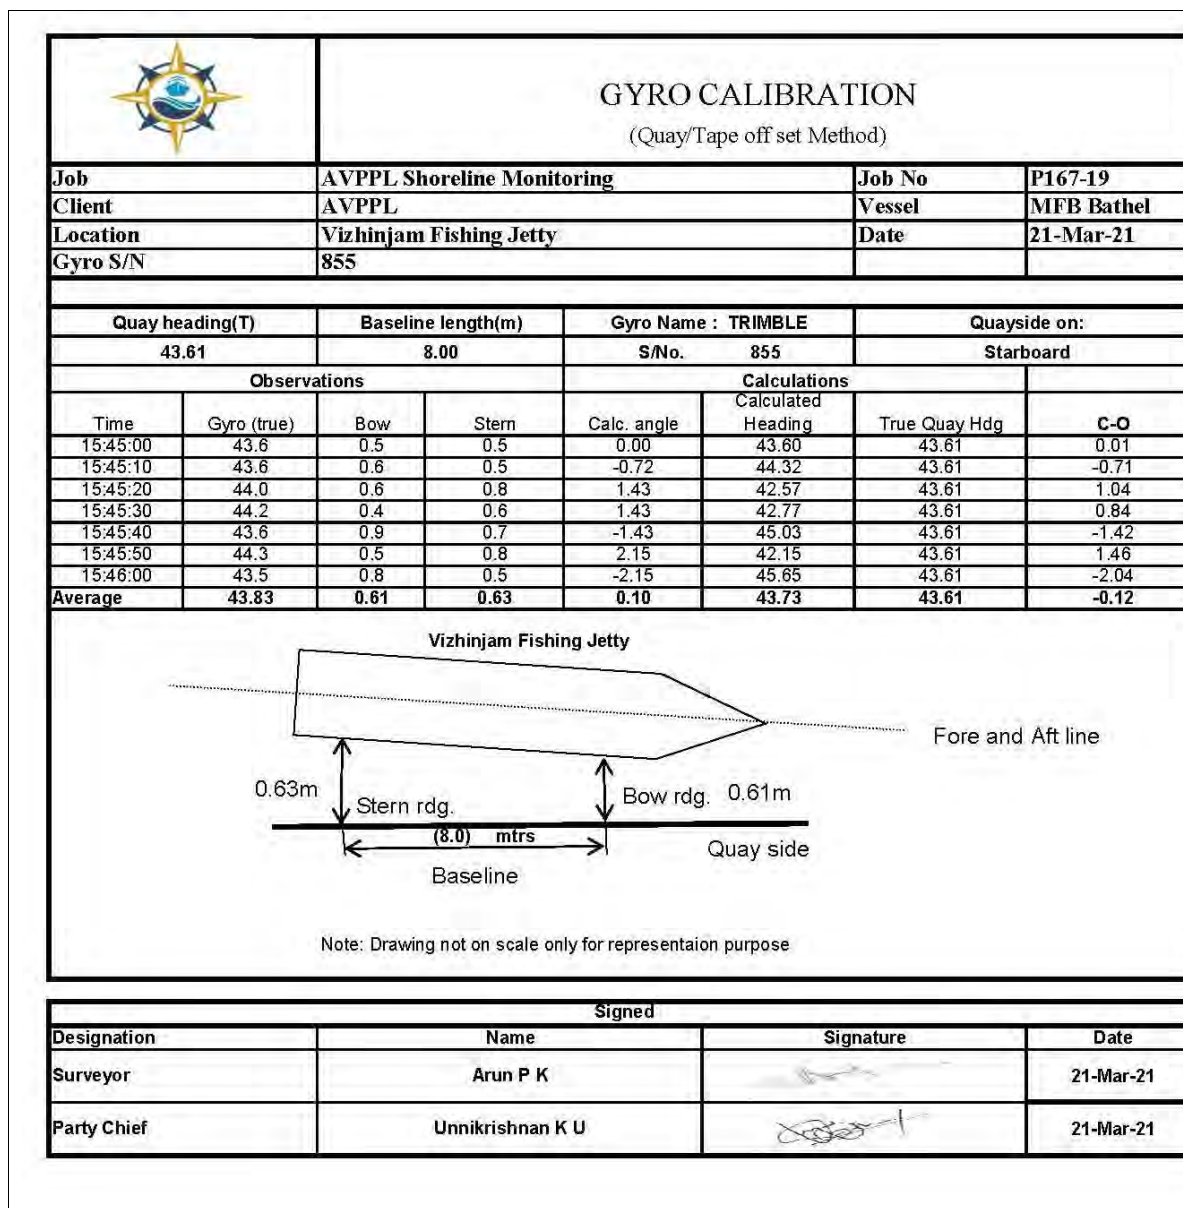 GYRO CALIBRATION
(Quay/Tape off set Method)
Job AVPPL Shoreline Monitoring Job No P167-19
Client AVPPL Vessel MFB Bathel
Location Vizhinjam Fishing Jetty Date 21-Mar-21
Gyro S/N 855
Quay heading(T) Baseline length(m) Gyro Name : TRIMBLE Quayside on:
43.61 8.00 S/No. 855 Starboard
Observations Calculations
Time Gyro (true) Bow Stern Calc. angle Calculated Heading True Quay Hdg C-O
15:45:00 43.6 0.5 0.5 0.00 43.60 43.61 0.01
15:45:10 43.6 0.6 0.5 -0.72 44.32 43.61 -0.71
15:45:20 44.0 0.6 0.8 1.43 42.57 43.61 1.04
15:45:30 44.2 0.4 0.6 1.43 42.77 43.61 0.84
15:45:40 43.6 0.9 0.7 -1.43 45.03 43.61 -1.42
15:45:50 44.3 0.5 0.8 2.15 42.15 43.61 1.46
15:46:00 43.5 0.8 0.5 -2.15 45.65 43.61 -2.04
Average 43.83 0.61 0.63 0.10 43.73 43.61 -0.12
Vizhinjam Fishing Jetty
Fore and Aft line
0.63m Stern rdg. Bow rdg. 0.61m
(8.0) mtrs
Quay side
Baseline
Note: Drawing not on scale only for representaion purpose
Signed
Designation Name Signature Date
Surveyor Arun P K 21-Mar-21
Party Chief Unnikrishnan K U 21-Mar-21